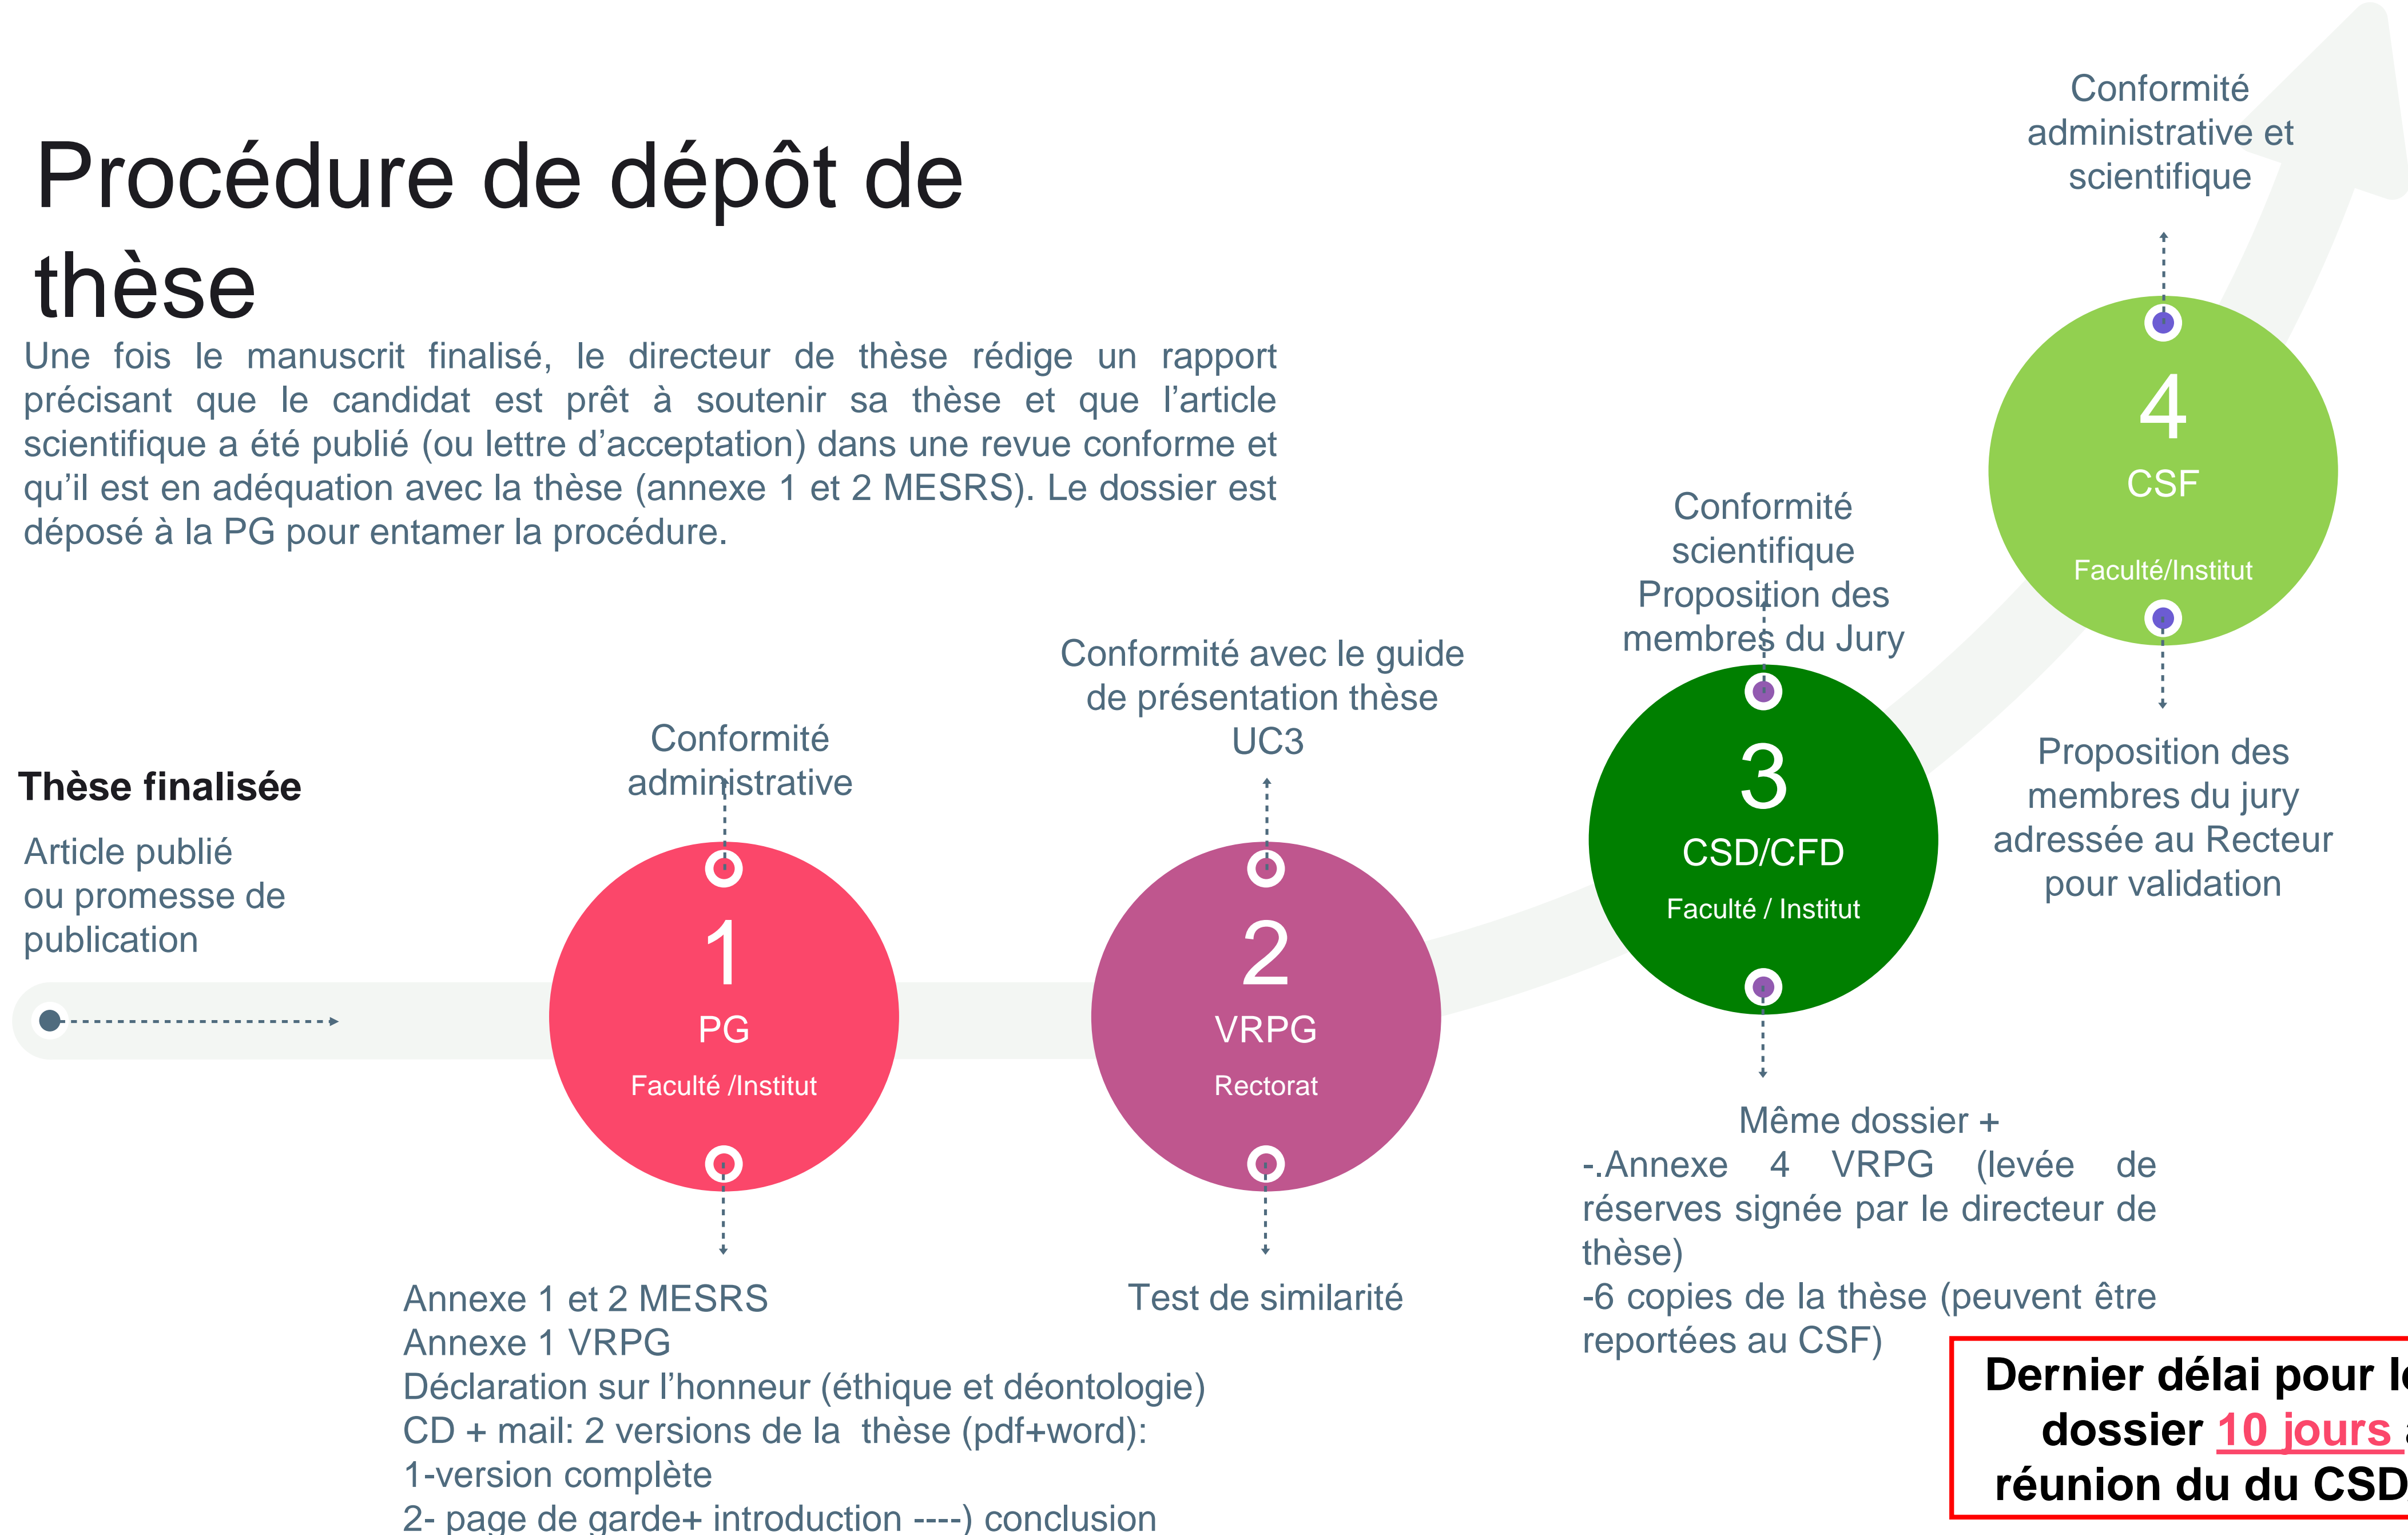 Procédure de dépôt de
thèse
Une fois le manuscrit finalisé, le directeur de thèse rédige un rapport
précisant que le candidat est prêt à soutenir sa thèse et que l’article
scientifique a été publié (ou lettre d’acceptation) dans une revue conforme et
qu’il est en adéquation avec la thèse (annexe 1 et 2 MESRS). Le dossier est
déposé à la PG pour entamer la procédure.
Thèse finalisée
Article publié
ou promesse de
publication
Conformité
administrative
1
PG
Faculté /Institut
Annexe 1 et 2 MESRS
Annexe 1 VRPG
Déclaration sur l’honneur (éthique et déontologie)
CD + mail: 2 versions de la  thèse (pdf+word):
1-version complète
2- page de garde+ introduction ----) conclusion
Conformité avec le guide
de présentation thèse
UC3
2
VRPG
Rectorat
Test de similarité
Conformité
scientifique
Proposition des
membres du Jury
3
CSD/CFD
Faculté / Institut
Même dossier +
-.Annexe 4 VRPG (levée de
réserves signée par le directeur de
thèse)
-6 copies de la thèse (peuvent être
reportées au CSF)
Conformité
administrative et
scientifique
4
CSF
Faculté/Institut
Proposition des
membres du jury
adressée au Recteur
pour validation
Dernier délai pour
dossier 10 jours
réunion du du CSD